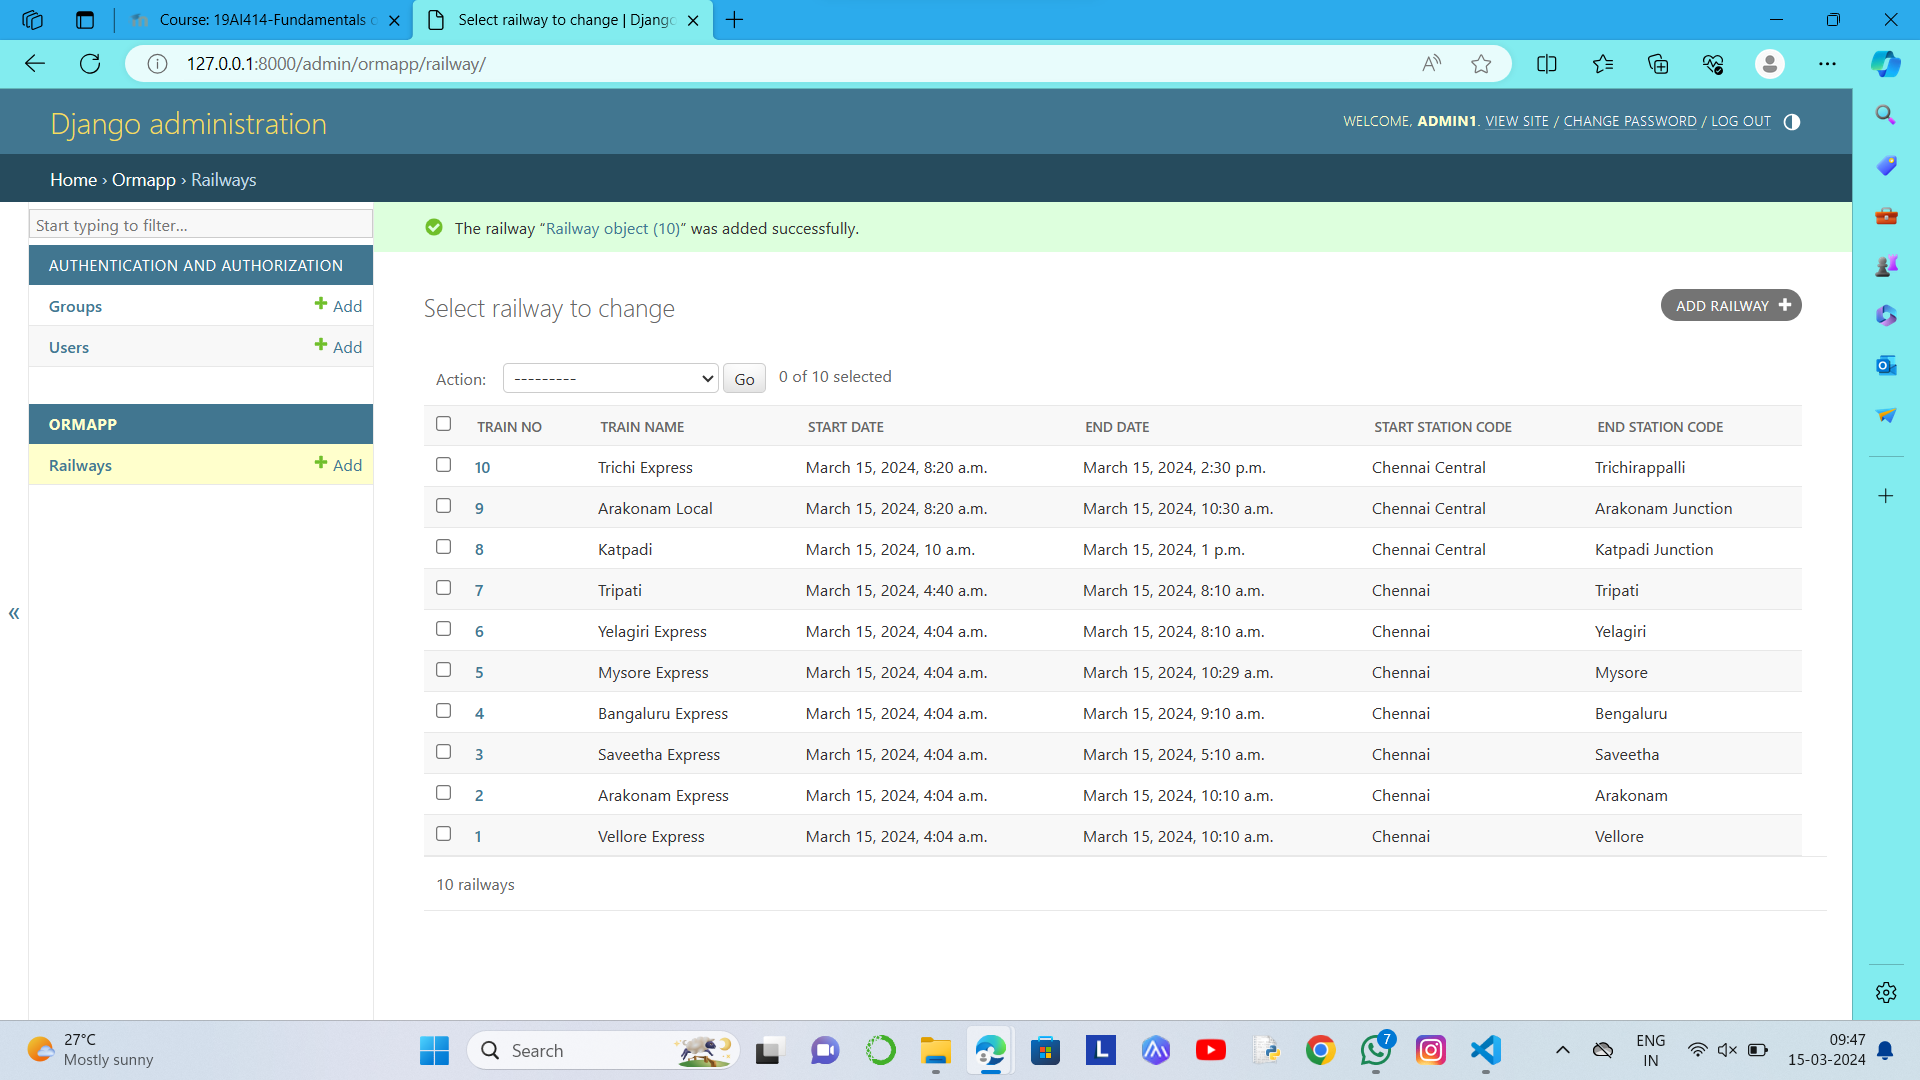 Course: 19AI414-Fundamentals
Select railway to change | Django
127.0.0.1:8000/admin/ormapp/railway/
Django administration
WELCOME, ADMIN1. VIEW SITE / CHANGE PASSWORD / LOG OUT
Home › Ormapp › Railways
Start typing to filter...
The railway “Railway object (10)” was added successfully.
AUTHENTICATION AND AUTHORIZATION
Groups Add
Users Add
ORMAPP
Railways Add
«
Select railway to change
ADD RAILWAY
Action: --------- Go 0 of 10 selected
TRAIN NO TRAIN NAME START DATE END DATE START STATION CODE END STATION CODE
10 Trichi Express March 15, 2024, 8:20 a.m. March 15, 2024, 2:30 p.m. Chennai Central Trichirappalli
9 Arakonam Local March 15, 2024, 8:20 a.m. March 15, 2024, 10:30 a.m. Chennai Central Arakonam Junction
8 Katpadi March 15, 2024, 10 a.m. March 15, 2024, 1 p.m. Chennai Central Katpadi Junction
7 Tripati March 15, 2024, 4:40 a.m. March 15, 2024, 8:10 a.m. Chennai Tripati
6 Yelagiri Express March 15, 2024, 4:04 a.m. March 15, 2024, 8:10 a.m. Chennai Yelagiri
5 Mysore Express March 15, 2024, 4:04 a.m. March 15, 2024, 10:29 a.m. Chennai Mysore
4 Bangaluru Express March 15, 2024, 4:04 a.m. March 15, 2024, 9:10 a.m. Chennai Bengaluru
3 Saveetha Express March 15, 2024, 4:04 a.m. March 15, 2024, 5:10 a.m. Chennai Saveetha
2 Arakonam Express March 15, 2024, 4:04 a.m. March 15, 2024, 10:10 a.m. Chennai Arakonam
1 Vellore Express March 15, 2024, 4:04 a.m. March 15, 2024, 10:10 a.m. Chennai Vellore
10 railways
27°C
Mostly sunny
Search
7
ENG
IN
09:47
15-03-2024